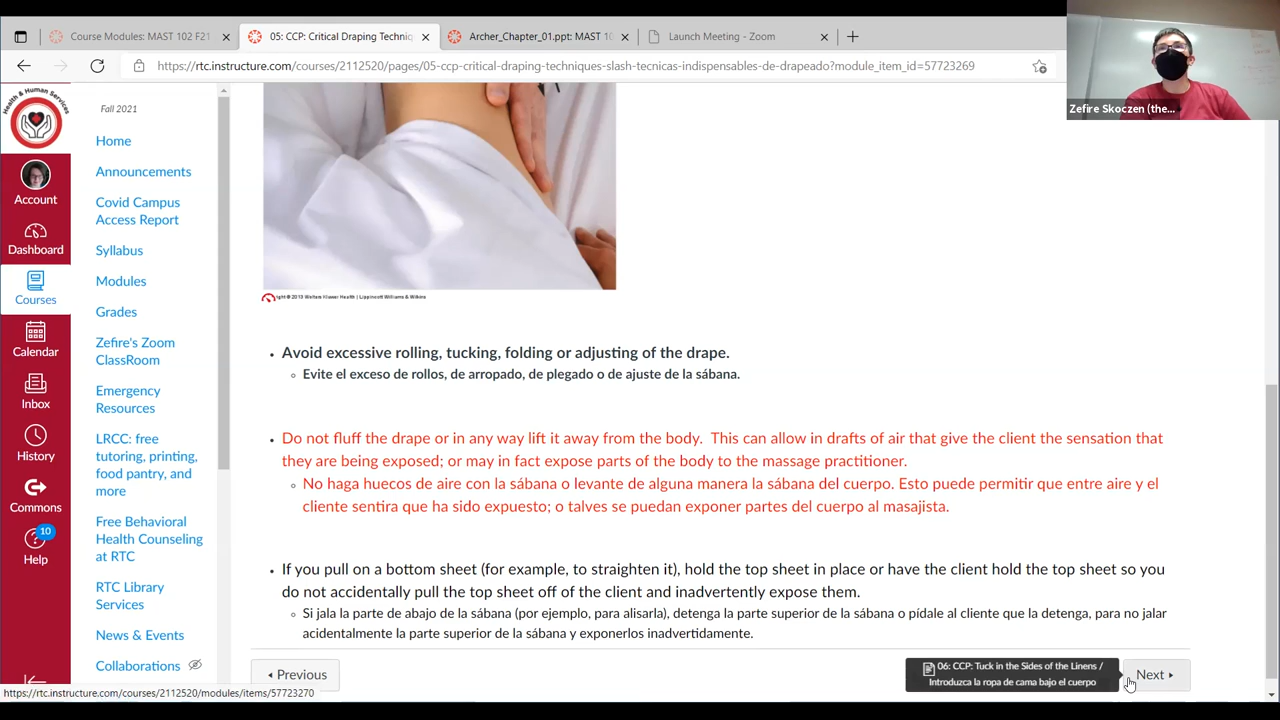 Course Modules: MAST 102 F21
05: CCP: Critical Draping Techniq
Archer_Chapter_01.ppt: MAST 10
Launch Meeting - Zoom
https://rtc.instructure.com/courses/2112520/pages/05-ccp-critical-draping-techniques-slash-tecnicas-indispensables-de-drapeado?module_item_id=57723269
Zefire Skoczen (the...
Health & Human Services
Account
Dashboard
Courses
Calendar
Inbox
History
Commons
10
Help
Fall 2021
Home
Announcements
Covid Campus
Access Report
Syllabus
Modules
Grades
Zefire's Zoom
ClassRoom
Emergency
Resources
LRCC: free
tutoring, printing,
food pantry, and
more
Free Behavioral
Health Counseling
at RTC
RTC Library
Services
News & Events
Collaborations
https://rtc.instructure.com/courses/2112520/modules/items/57723270
ight © 2013 Wolters Kluwer Health | Lippincott Williams & Wilkins
• Avoid excessive rolling, tucking, folding or adjusting of the drape.
◦ Evite el exceso de rollos, de arropado, de plegado o de ajuste de la sábana.
• Do not fluff the drape or in any way lift it away from the body. This can allow in drafts of air that give the client the sensation that
they are being exposed; or may in fact expose parts of the body to the massage practitioner.
◦ No haga huecos de aire con la sábana o levante de alguna manera la sábana del cuerpo. Esto puede permitir que entre aire y el
cliente sentira que ha sido expuesto; o talves se puedan exponer partes del cuerpo al masajista.
• If you pull on a bottom sheet (for example, to straighten it), hold the top sheet in place or have the client hold the top sheet so you
do not accidentally pull the top sheet off of the client and inadvertently expose them.
◦ Si jala la parte de abajo de la sábana (por ejemplo, para alisarla), detenga la parte superior de la sábana o pídale al cliente que la detenga, para no jalar
acidentalmente la parte superior de la sábana y exponerlos inadvertidamente.
Previous
06: CCP: Tuck in the Sides of the Linens /
Introduzca la ropa de cama bajo el cuerpo
Next